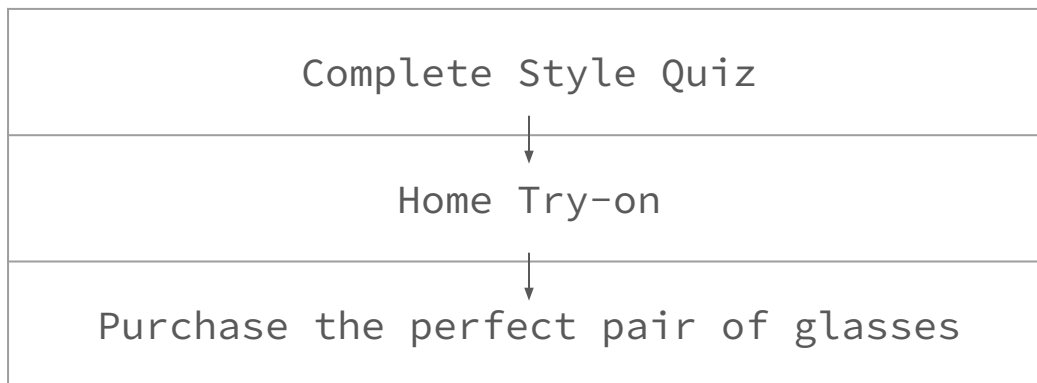 Complete Style Quiz
Home Try-on
Purchase the perfect pair of glasses